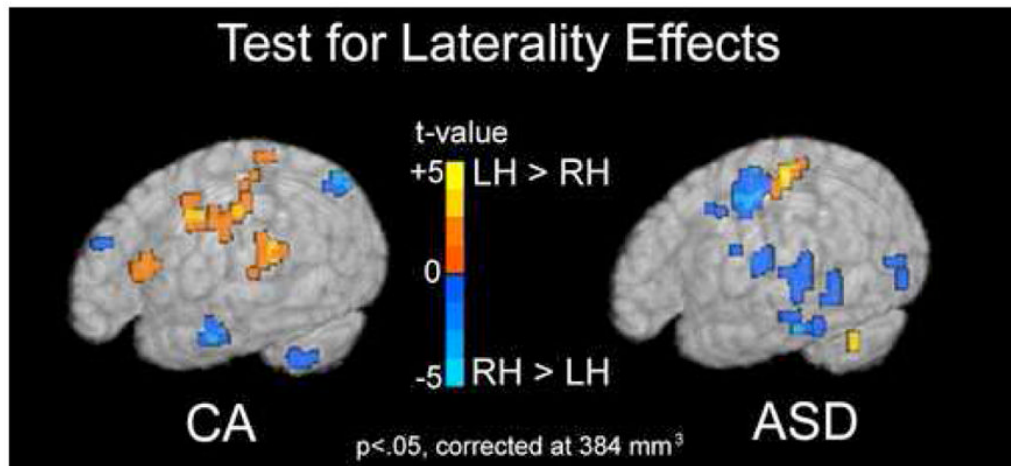 Test for Laterality Effects
t-value
+5 LH > RH
0
-5 RH > LH
CA
ASD
p<.05, corrected at 384 mm³